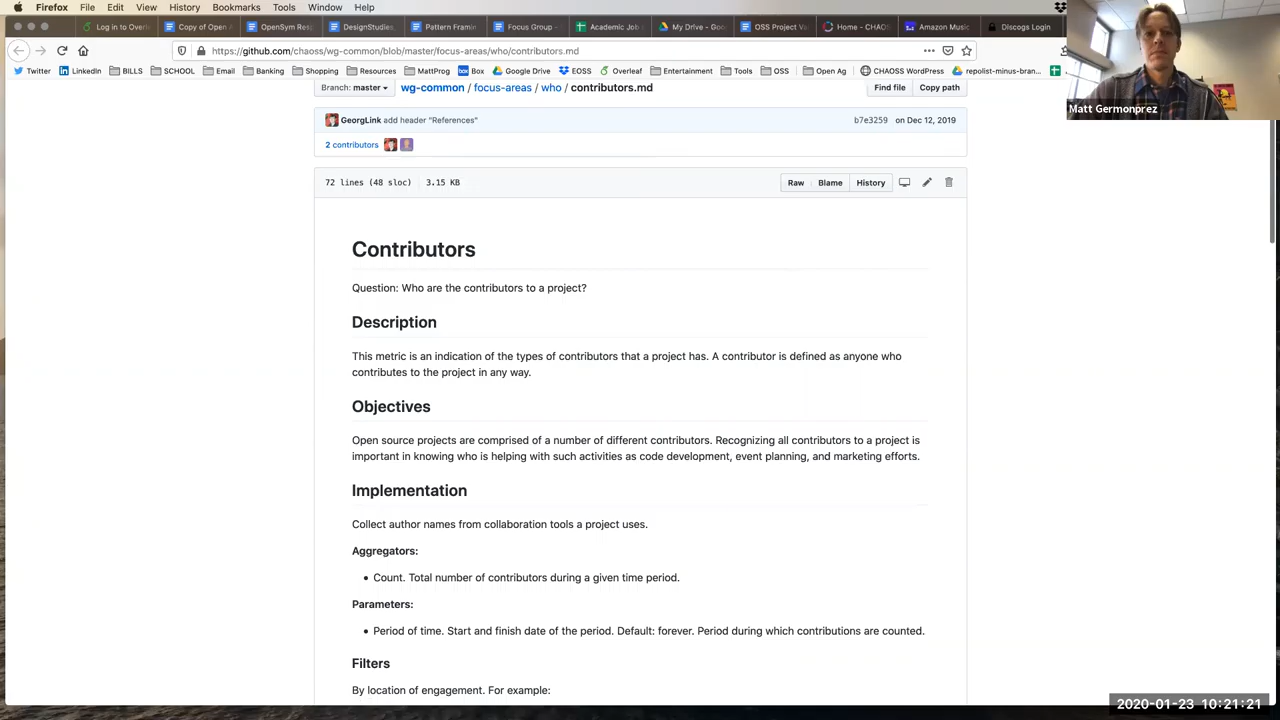 Firefox File Edit View History Bookmarks Tools Window Help
Log in to Overl
Copy of Open A
OpenSym Resp
DesignStudies
Pattern Framin
Focus Group -
Academic Job
My Drive - Goo
OSS Project Va
Home - CHAOS
Amazon Music
Discogs Login
https://github.com/chaoss/wg-common/blob/master/focus-areas/who/contributors.md
Twitter LinkedIn BILLS SCHOOL Email Banking Shopping Resources MattProg Box Google Drive EOSS Overleaf Entertainment Tools OSS Open Ag CHAOSS WordPress repolist-minus-bran...
Branch: master wg-common / focus-areas / who / contributors.md Find file Copy path
GeorgLink add header "References" b7e3259 on Dec 12, 2019
2 contributors
72 lines (48 sloc) 3.15 KB Raw Blame History
Contributors
Question: Who are the contributors to a project?
Description
This metric is an indication of the types of contributors that a project has. A contributor is defined as anyone who
contributes to the project in any way.
Objectives
Open source projects are comprised of a number of different contributors. Recognizing all contributors to a project is
important in knowing who is helping with such activities as code development, event planning, and marketing efforts.
Implementation
Collect author names from collaboration tools a project uses.
Aggregators:
• Count. Total number of contributors during a given time period.
Parameters:
• Period of time. Start and finish date of the period. Default: forever. Period during which contributions are counted.
Filters
By location of engagement. For example:
Matt Germonprez
2020-01-23 10:21:21